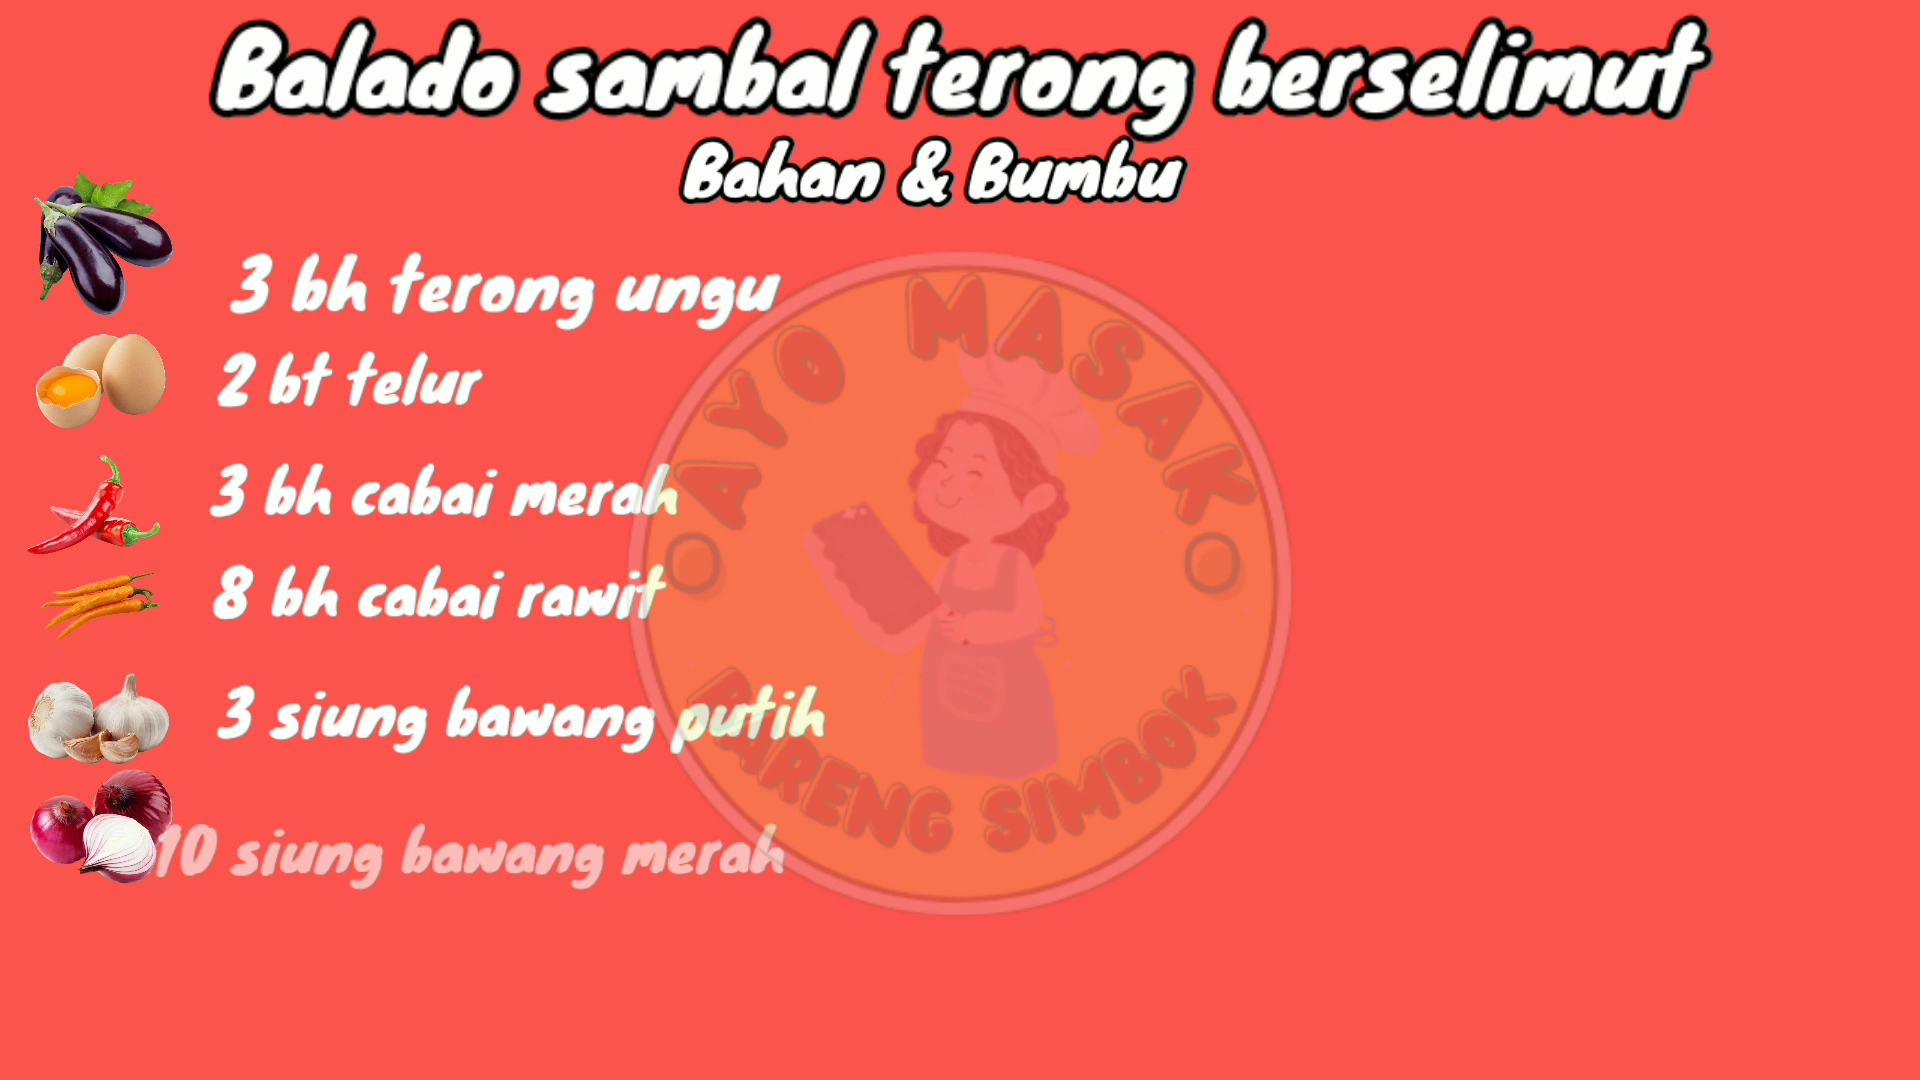 Balado sambal terong berselimut
Bahan & Bumbu
3 bh terong ungu
2 bt telur
3 bh cabai merah
8 bh cabai rawit
3 siung bawang putih
10 siung bawang merah
AYO MASAK
BARENG SIMBOK